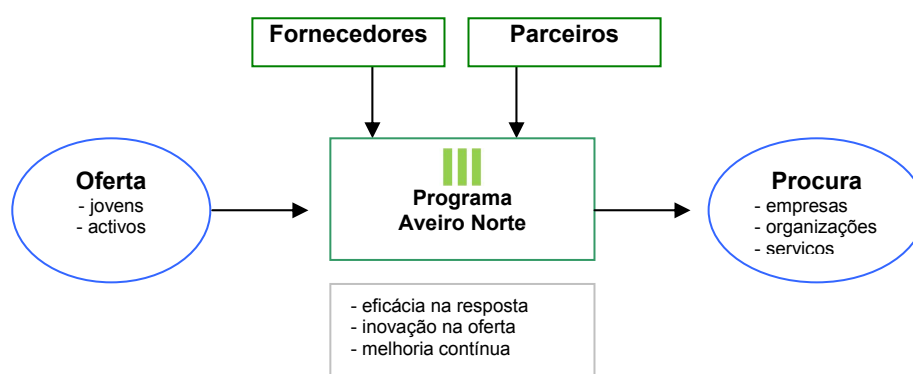 Fornecedores
Parceiros
Oferta
- jovens
- activos
Programa
Aveiro Norte
Procura
- empresas
- organizações
- serviços
- eficácia na resposta
- inovação na oferta
- melhoria contínua